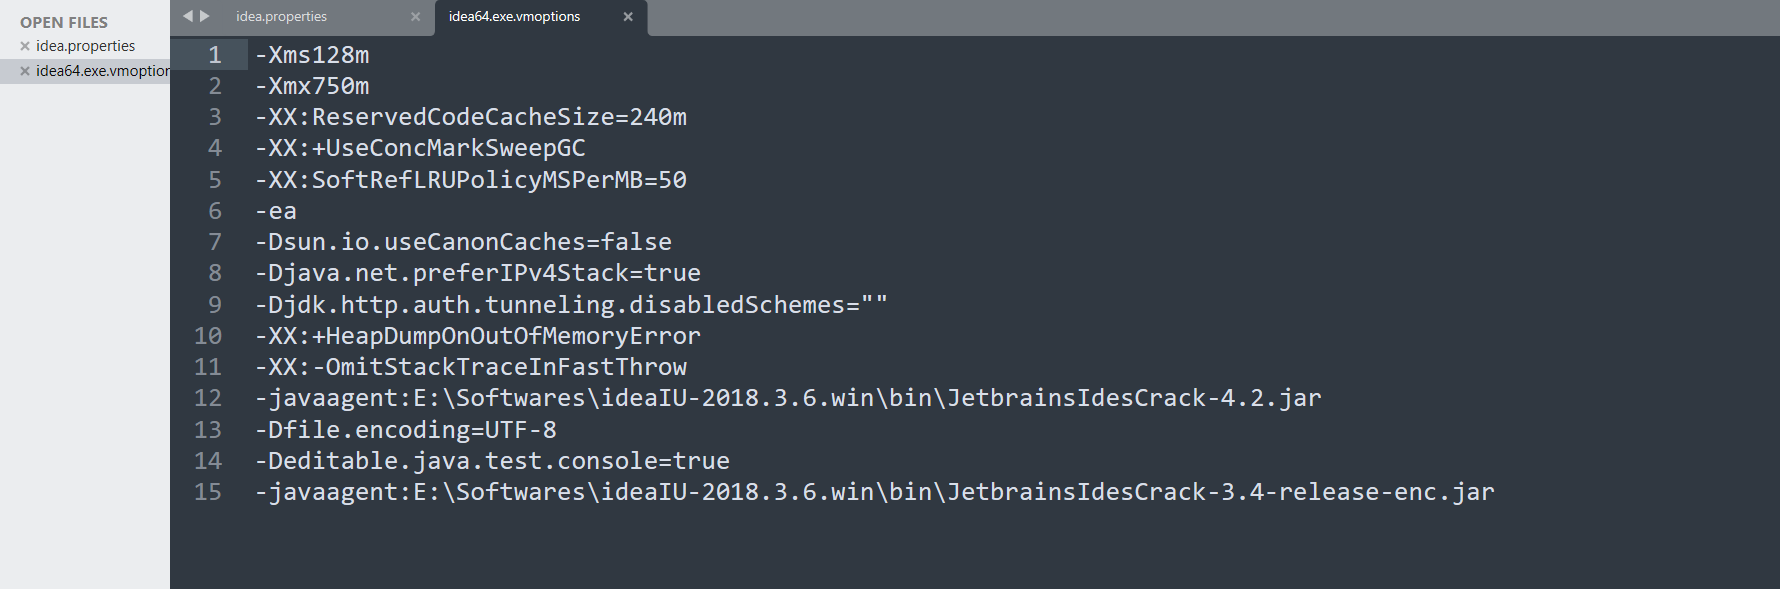 OPEN FILES
idea.properties
idea64.exe.vmoption
idea.properties
idea64.exe.vmoptions
1 -Xms128m
2 -Xmx750m
3 -XX:ReservedCodeCacheSize=240m
4 -XX:+UseConcMarkSweepGC
5 -XX:SoftRefLRUPolicyMSPerMB=50
6 -ea
7 -Dsun.io.useCanonCaches=false
8 -Djava.net.preferIPv4Stack=true
9 -Djdk.http.auth.tunneling.disabledSchemes=""
10 -XX:+HeapDumpOnOutOfMemoryError
11 -XX:-OmitStackTraceInFastThrow
12 -javaagent:E:\Softwares\ideaIU-2018.3.6.win\bin\JetbrainsIdesCrack-4.2.jar
13 -Dfile.encoding=UTF-8
14 -Deditable.java.test.console=true
15 -javaagent:E:\Softwares\ideaIU-2018.3.6.win\bin\JetbrainsIdesCrack-3.4-release-enc.jar